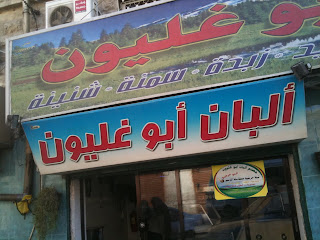 بو غليون
زبدة - سمنة - شنينة
ألبان أبو غليون